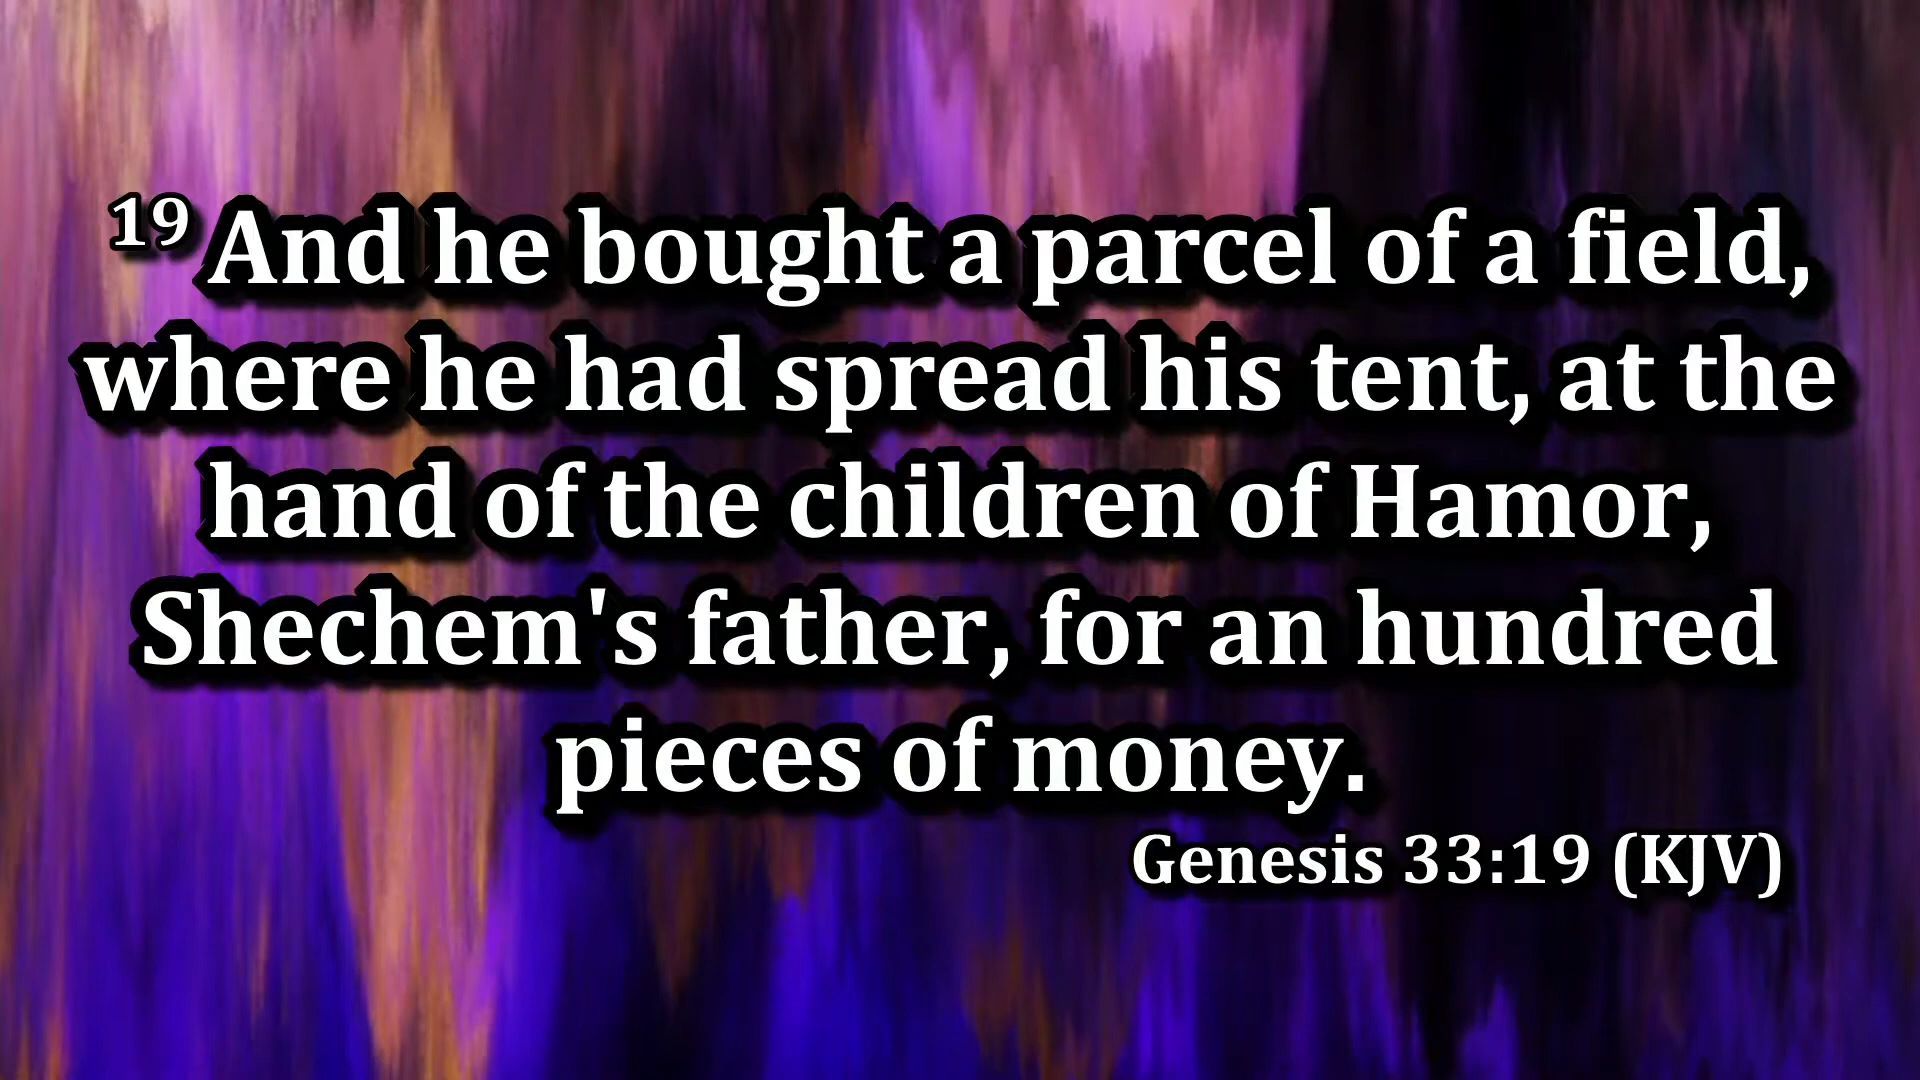 19 And he bought a parcel of a field,
where he had spread his tent, at the
hand of the children of Hamor,
Shechem's father, for an hundred
pieces of money.
Genesis 33:19 (KJV)